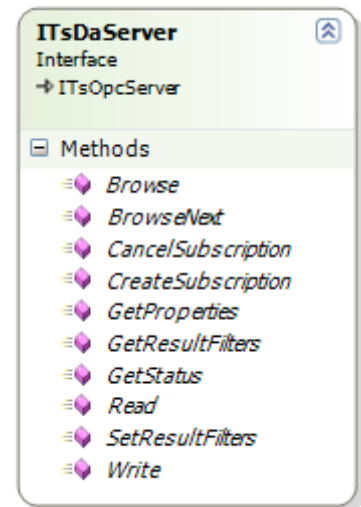 ITsDaServer
Interface
ITsOpcServer
Methods
Browse
BrowseNext
CancelSubscription
CreateSubscription
GetProperties
GetResultFilters
GetStatus
Read
SetResultFilters
Write